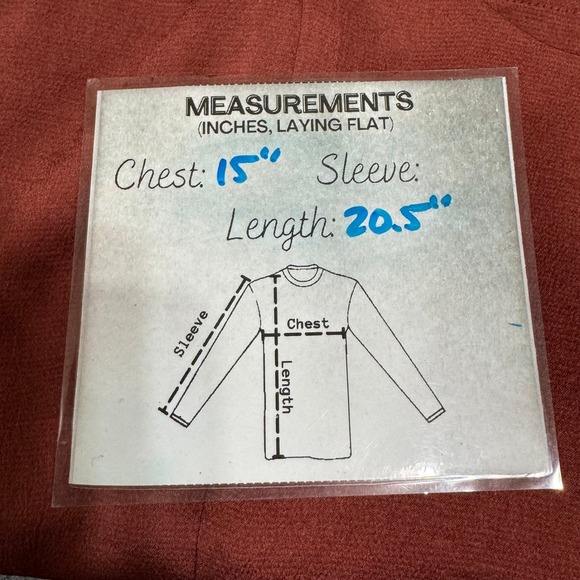 MEASUREMENTS
(INCHES, LAYING FLAT)
Chest: 15" Sleeve:
Length: 20.5"
Sleeve
Chest
Length